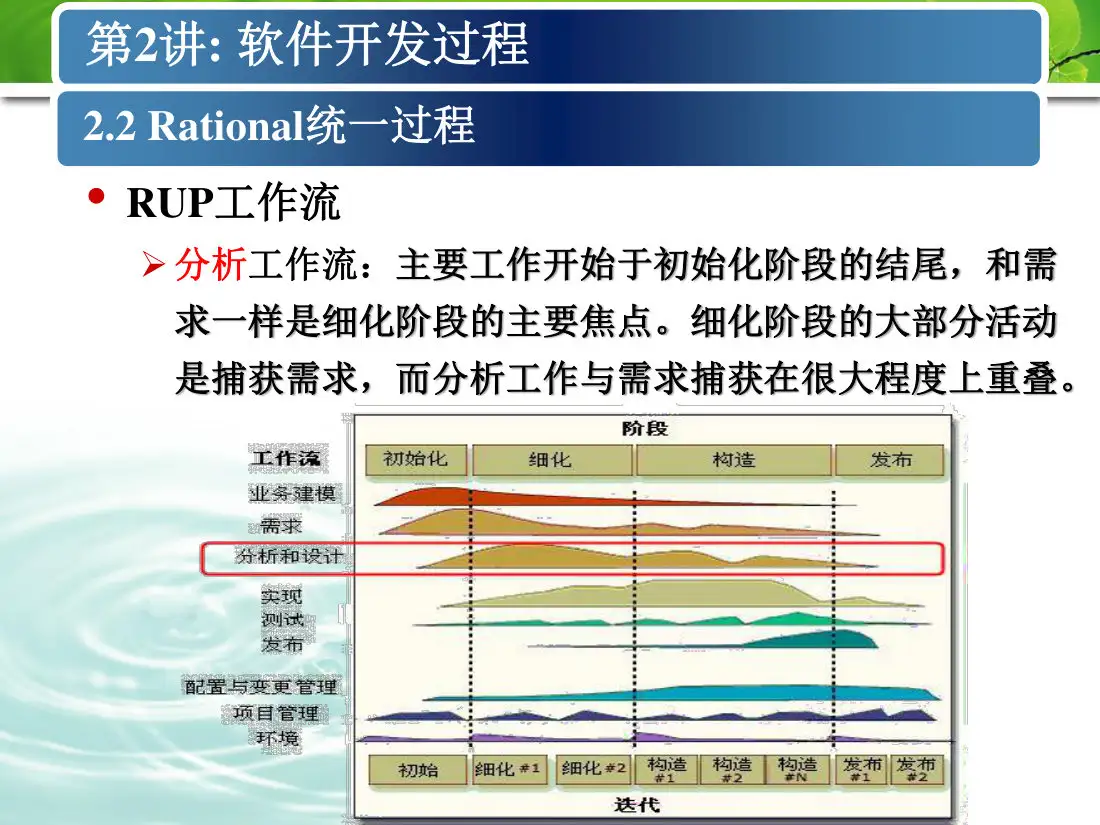 第2讲: 软件开发过程
2.2 Rational统一过程
• RUP工作流
➢ 分析工作流：主要工作开始于初始化阶段的结尾，和需
求一样是细化阶段的主要焦点。细化阶段的大部分活动
是捕获需求，而分析工作与需求捕获在很大程度上重叠。
阶段
工作流 初始化 细化 构造 发布
业务建模
需求
分析和设计
实现
测试
发布
配置与变更管理
项目管理
环境
初始 细化 #1 细化 #2 构造 #1 构造 #2 构造 #N 发布 #1 发布 #2
迭代